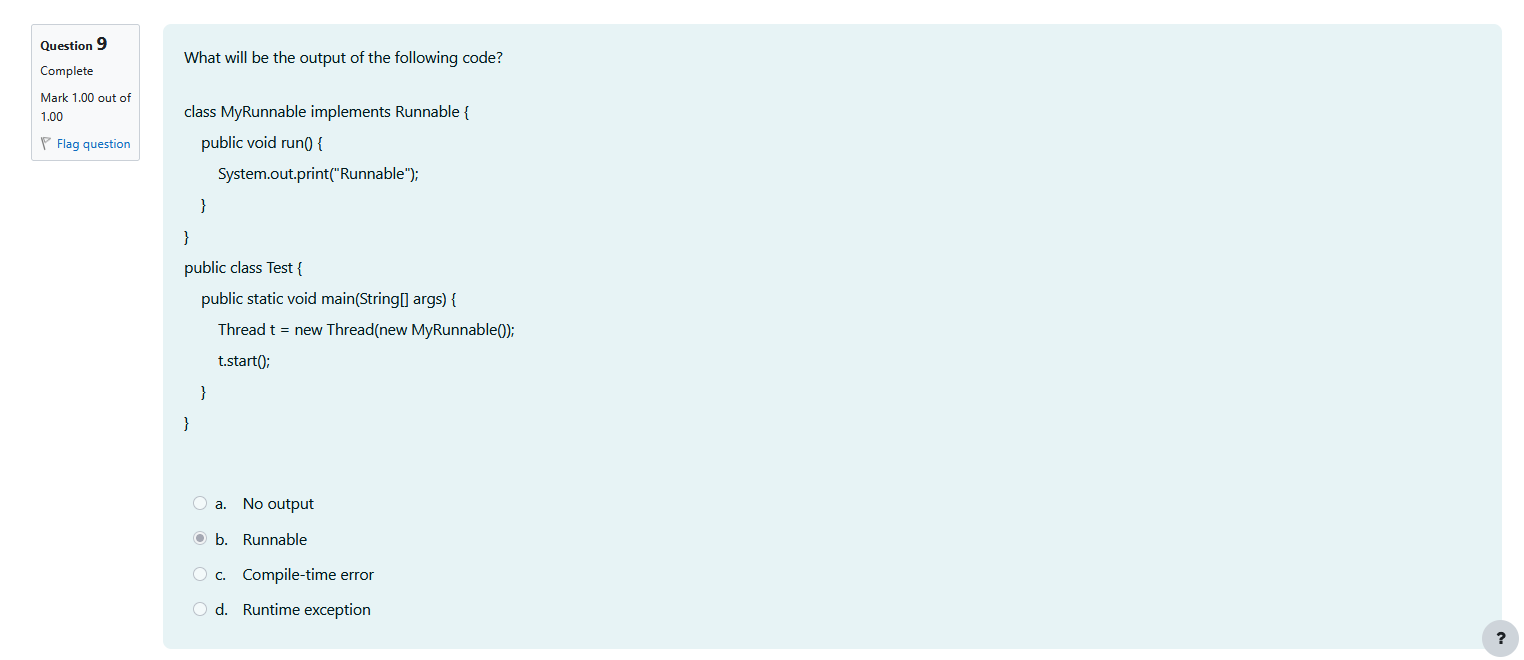 Question 9
Complete
Mark 1.00 out of
1.00
Flag question
What will be the output of the following code?
class MyRunnable implements Runnable {
public void run() {
System.out.print("Runnable");
}
}
public class Test {
public static void main(String[] args) {
Thread t = new Thread(new MyRunnable());
t.start();
}
}
a. No output
b. Runnable
c. Compile-time error
d. Runtime exception
?